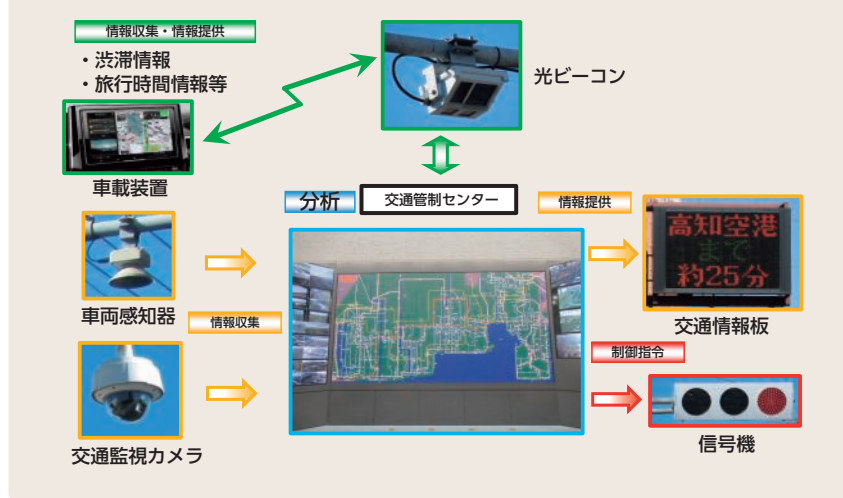 情報収集・情報提供
・渋滞情報
・旅行時間情報等
光ビーコン
車載装置
分析
交通管制センター
情報提供
高知空港
まで
約25分
車両感知器
情報収集
交通情報板
制御指令
交通監視カメラ
信号機